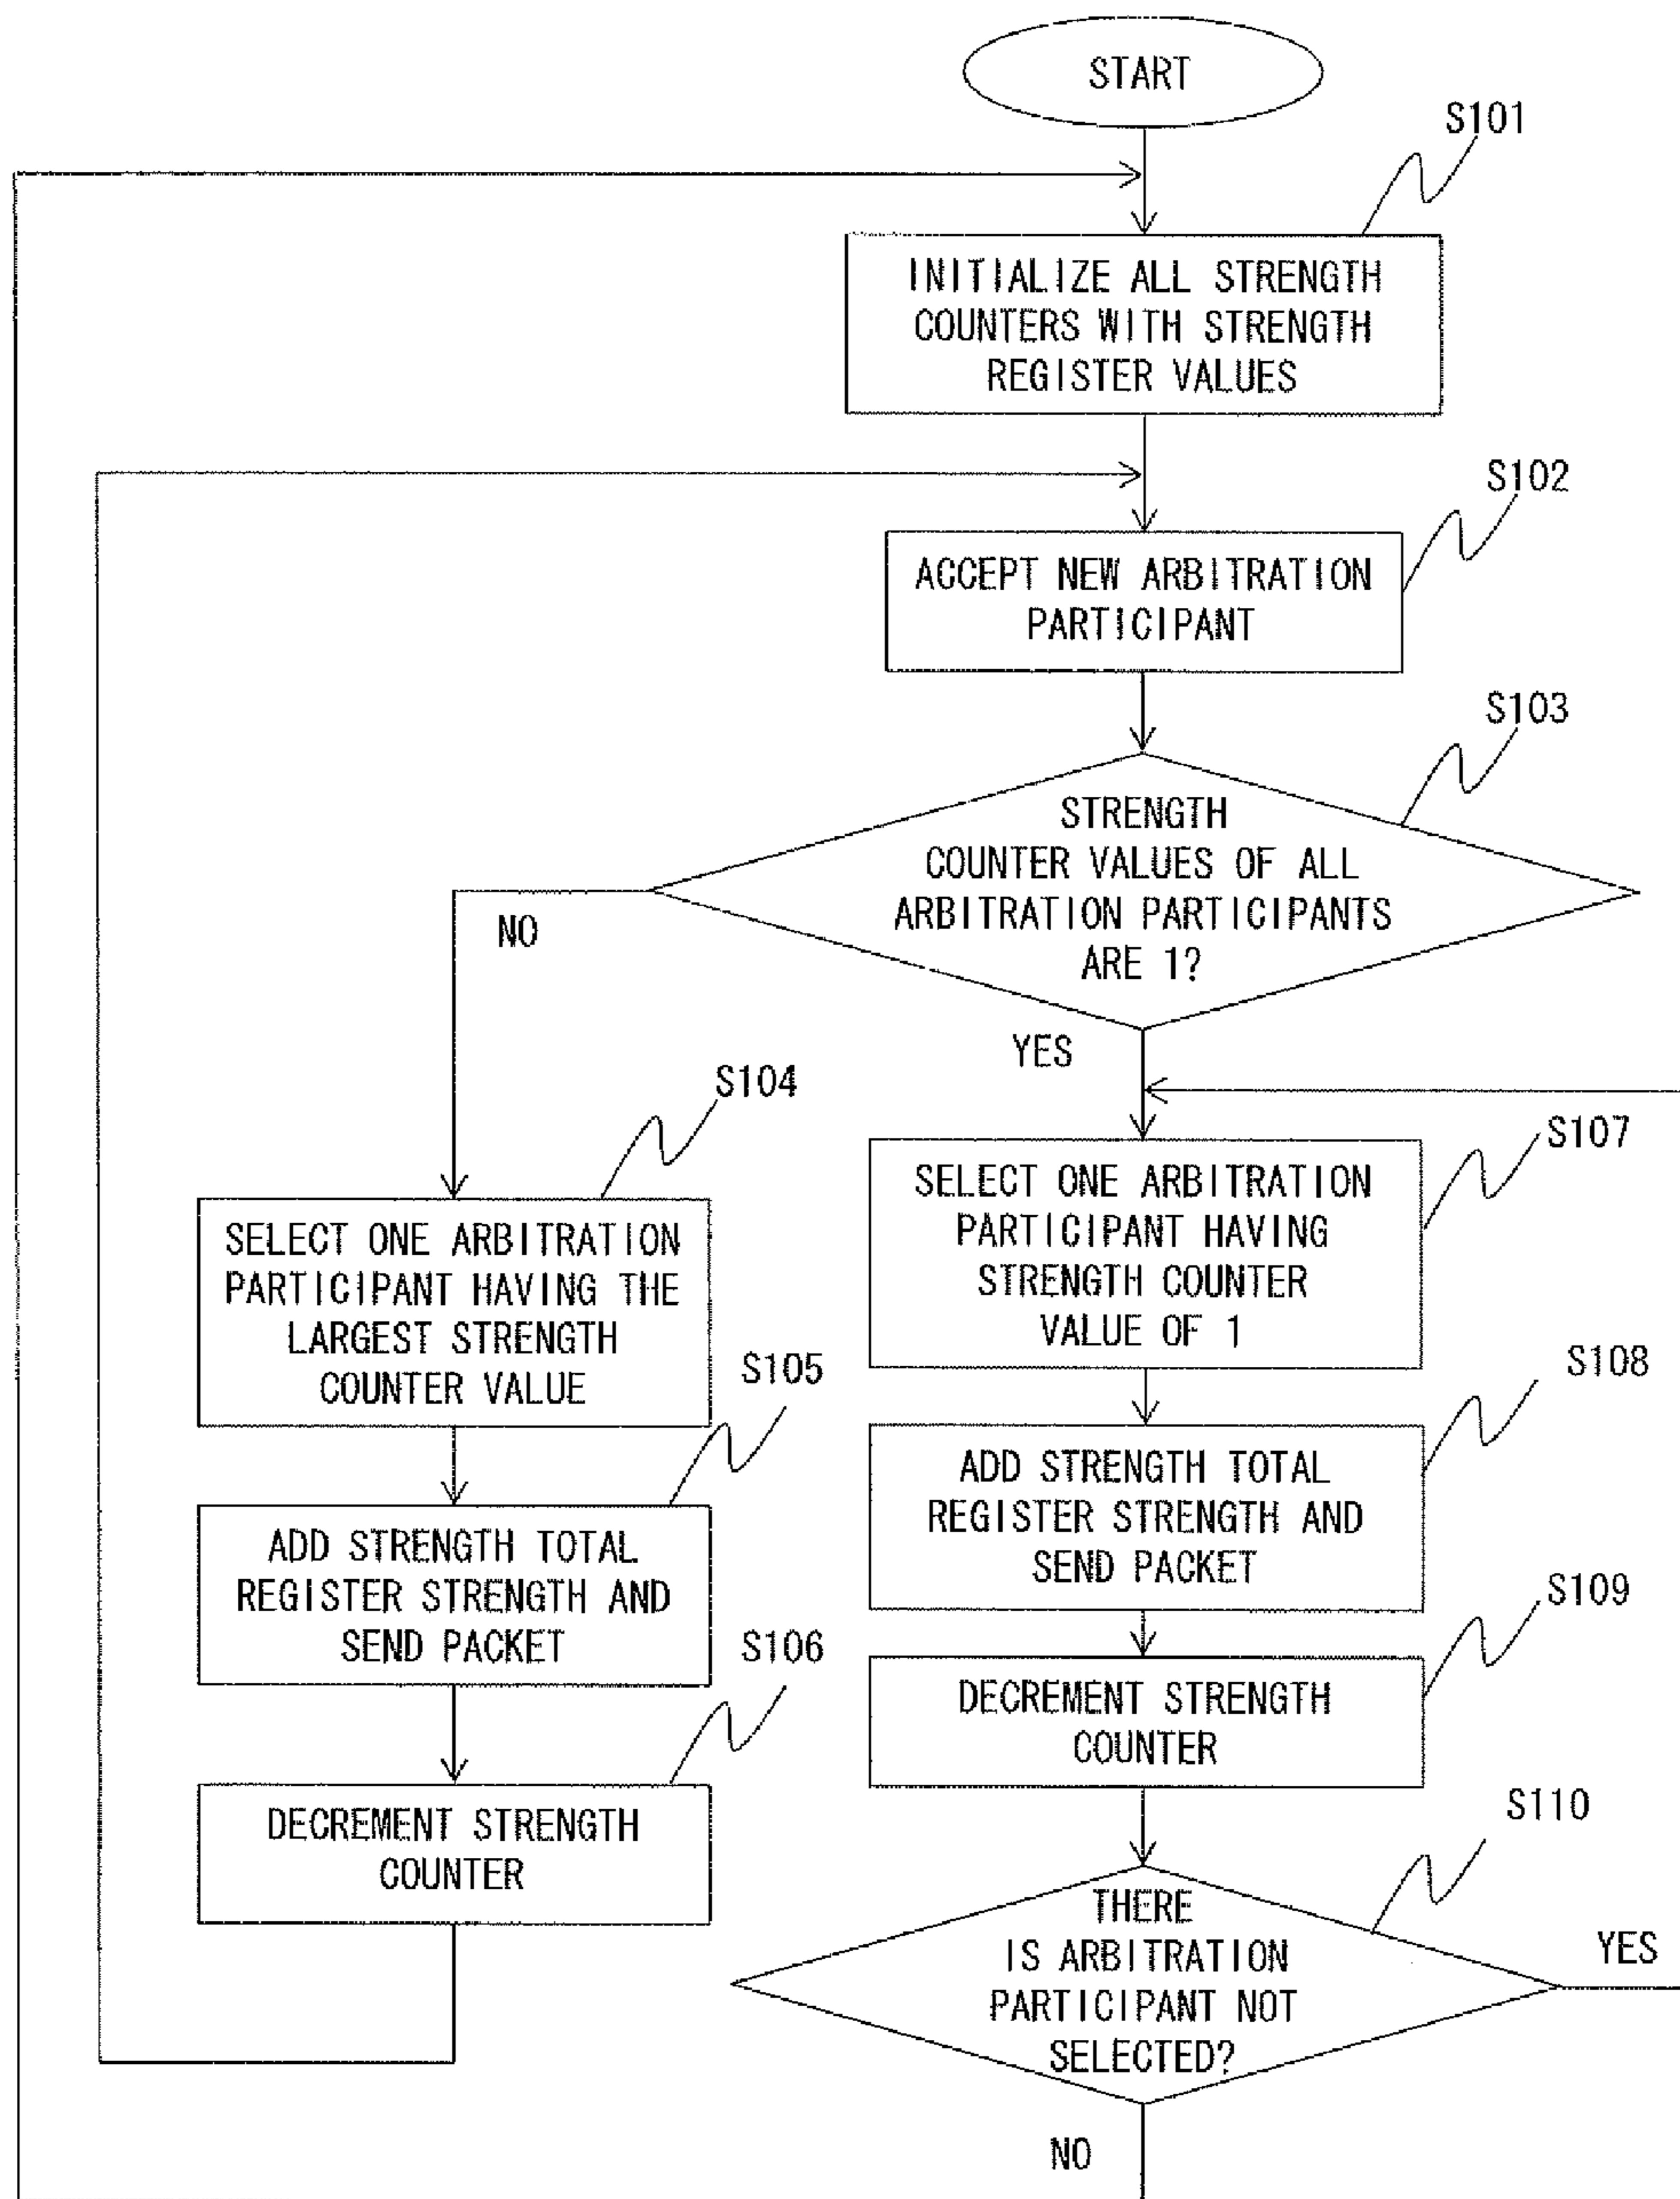 START
S101
INITIALIZE ALL STRENGTH
COUNTERS WITH STRENGTH
REGISTER VALUES
S102
ACCEPT NEW ARBITRATION
PARTICIPANT
S103
STRENGTH
COUNTER VALUES OF ALL
ARBITRATION PARTICIPANTS
ARE 1?
NO
YES
S104
SELECT ONE ARBITRATION
PARTICIPANT HAVING THE
LARGEST STRENGTH
COUNTER VALUE
S105
ADD STRENGTH TOTAL
REGISTER STRENGTH AND
SEND PACKET
S106
DECREMENT STRENGTH
COUNTER
S107
SELECT ONE ARBITRATION
PARTICIPANT HAVING
STRENGTH COUNTER
VALUE OF 1
S108
ADD STRENGTH TOTAL
REGISTER STRENGTH AND
SEND PACKET
S109
DECREMENT STRENGTH
COUNTER
S110
THERE
IS ARBITRATION
PARTICIPANT NOT
SELECTED?
YES
NO